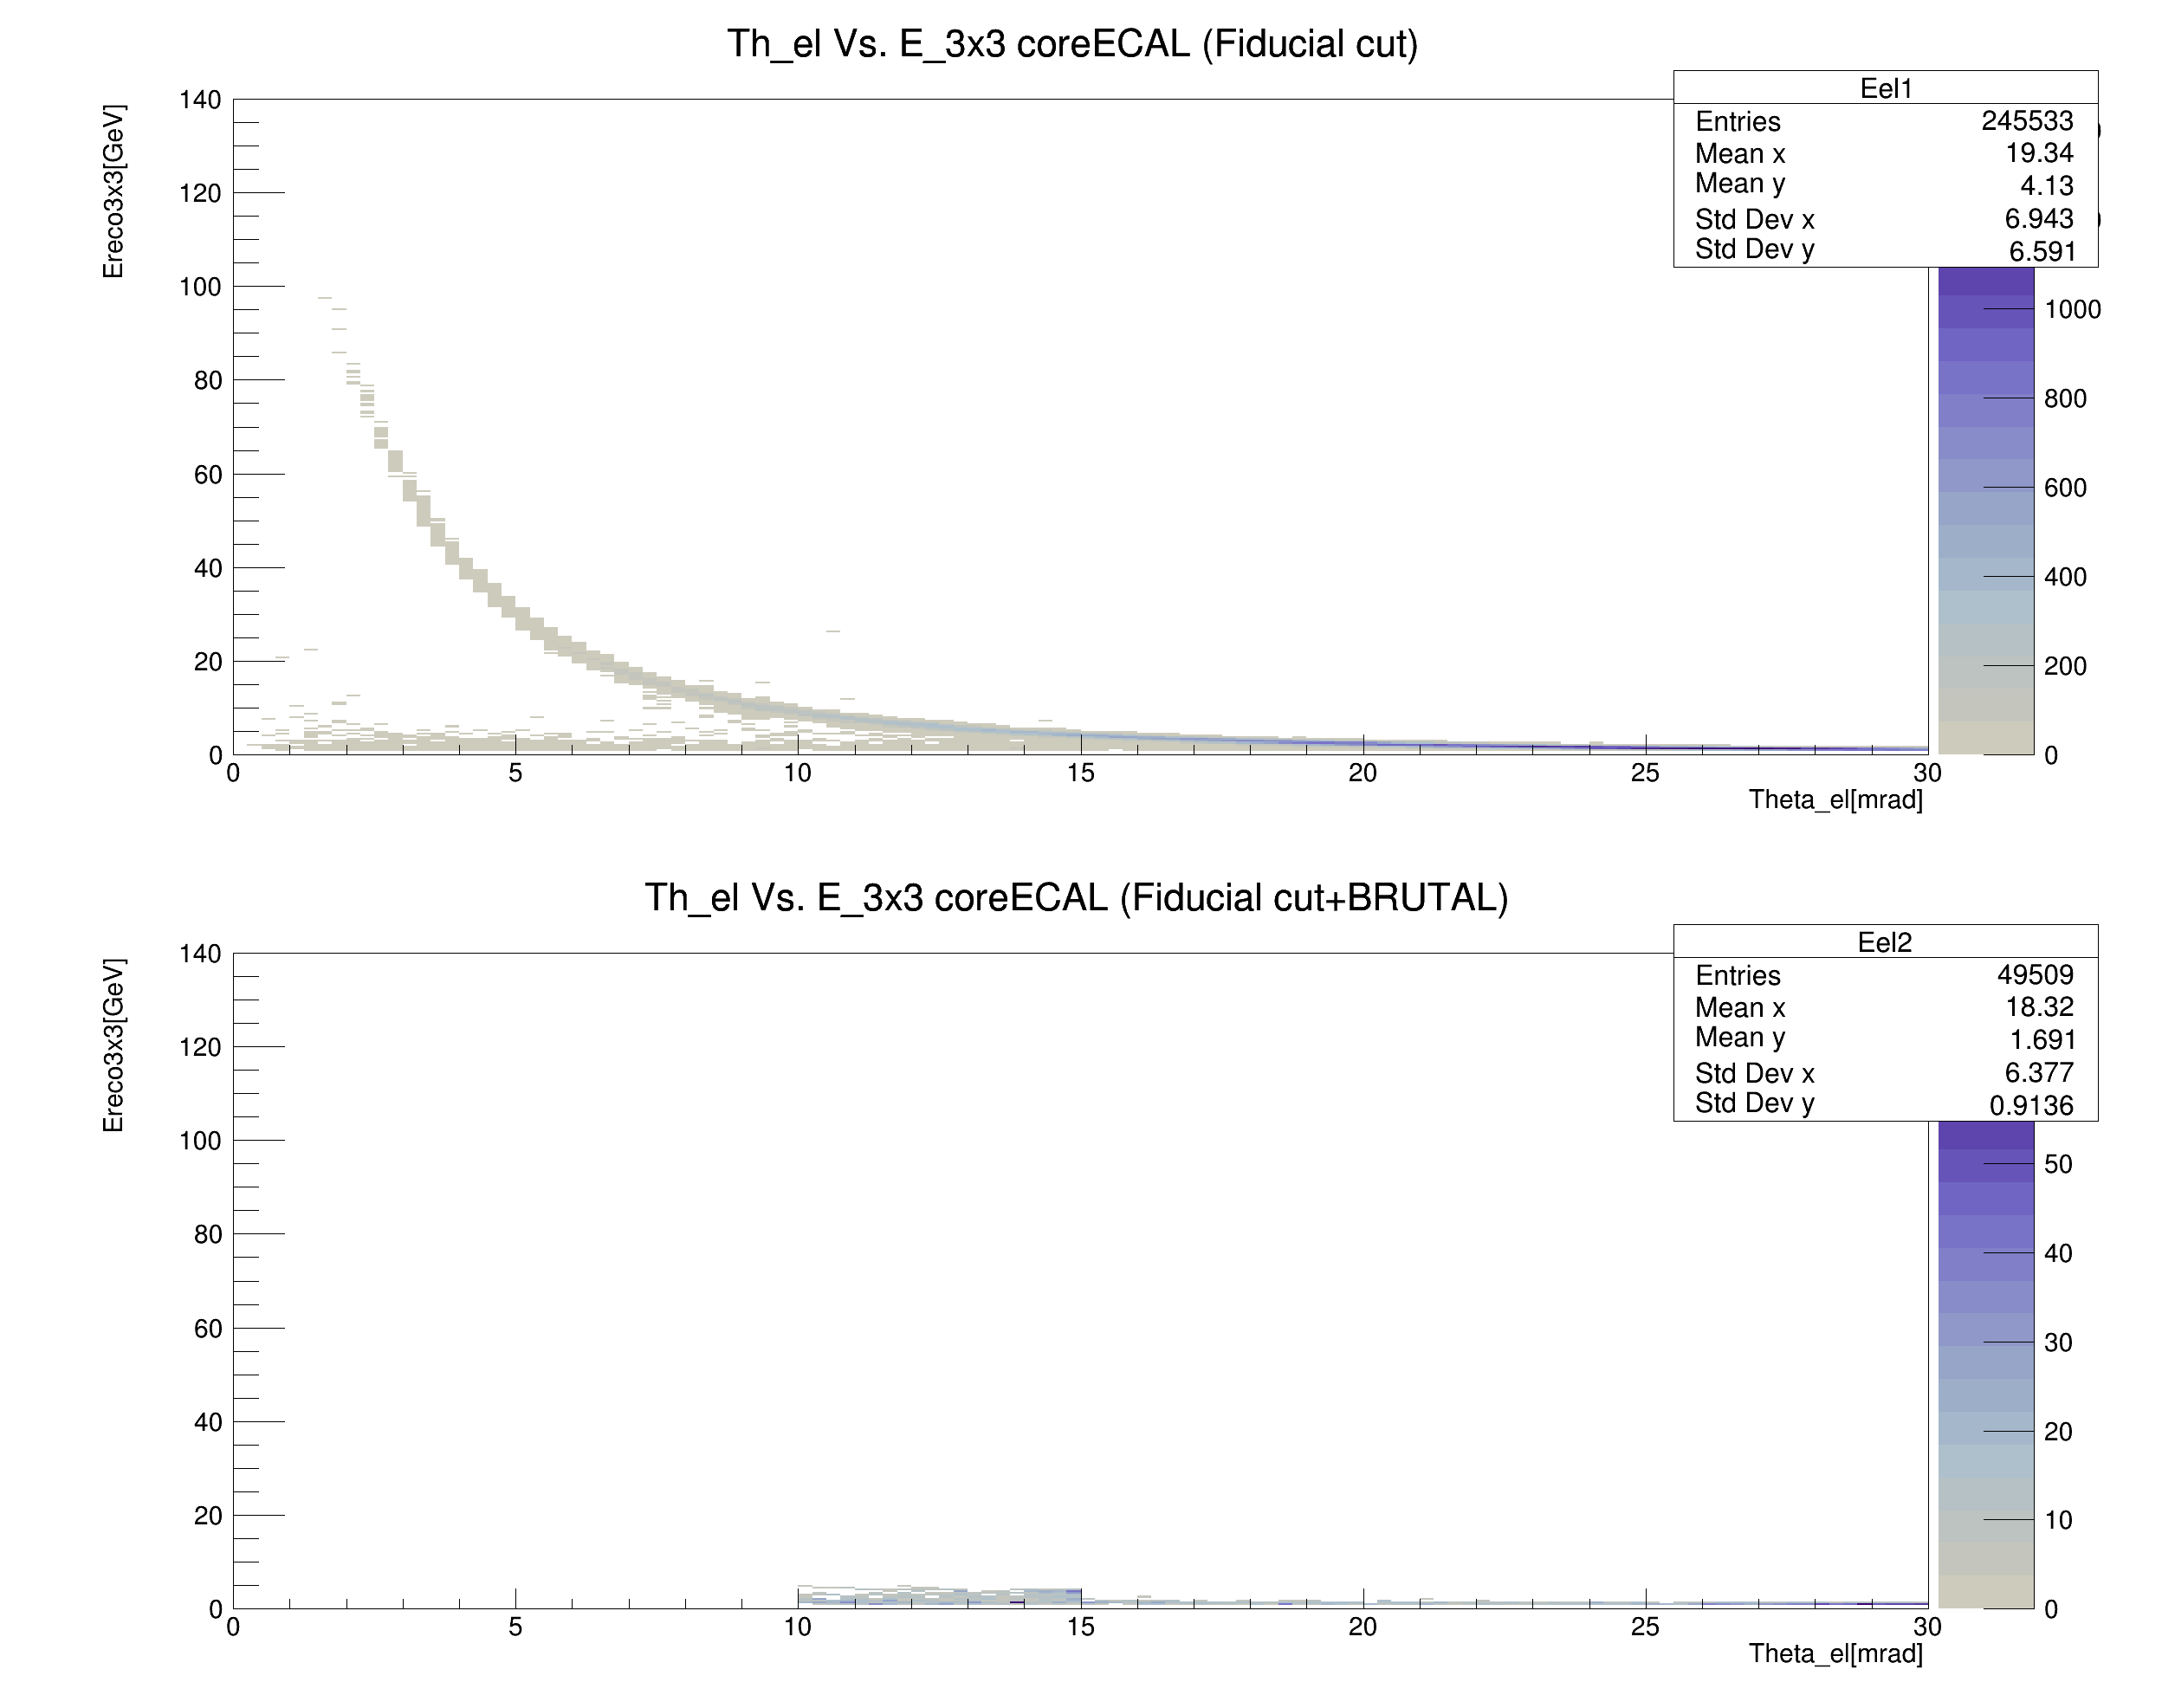 Th_el Vs. E_3x3 coreECAL (Fiducial cut)
Eel1
Entries 245533
Mean x 19.34
Mean y 4.13
Std Dev x 6.943
Std Dev y 6.591
Ereco3x3[GeV]
140
120
100
80
60
40
20
0
0 5 10 15 20 25 30
Theta_el[mrad]
1000
800
600
400
200
0
Th_el Vs. E_3x3 coreECAL (Fiducial cut+BRUTAL)
Eel2
Entries 49509
Mean x 18.32
Mean y 1.691
Std Dev x 6.377
Std Dev y 0.9136
Ereco3x3[GeV]
140
120
100
80
60
40
20
0
0 5 10 15 20 25 30
Theta_el[mrad]
50
40
30
20
10
0